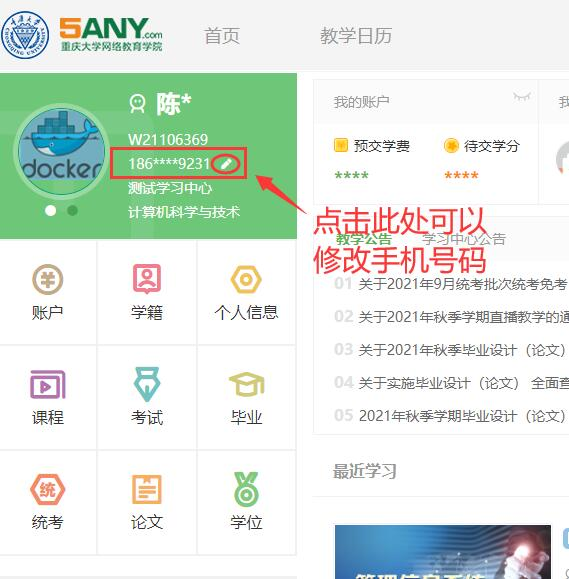 5ANY.com
重庆大学网络教育学院
首页
教学日历
陈*
W21106369
186****9231
测试学习中心
计算机科学与技术
docker
我的账户
我
预交学费
待交学分
****
****
点击此处可以
修改手机号码
教学公告
学习中心公告
01 关于2021年9月统考批次统考免考
02 关于2021年秋季学期直播教学的通
03 关于2021年秋季毕业设计（论文）
04 关于实施毕业设计（论文） 全面查
05 2021年秋季学期毕业设计（论文）
账户
学籍
个人信息
课程
考试
毕业
统
统考
论文
学位
最近学习
管理信息系统